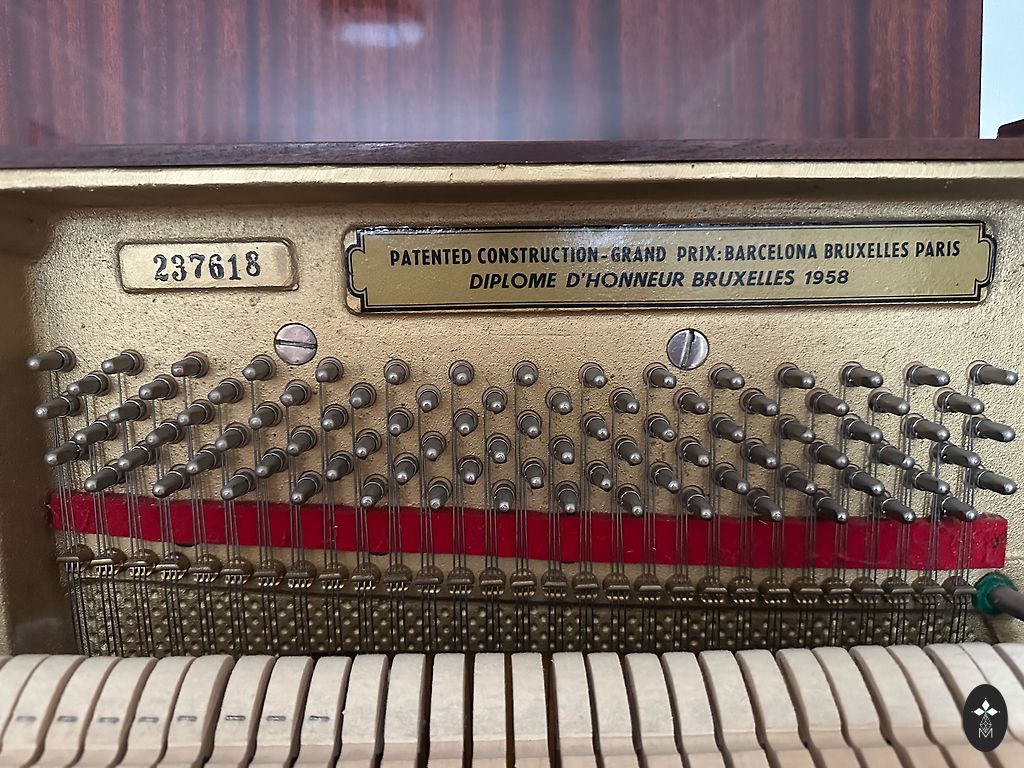 237618
PATENTED CONSTRUCTION-GRAND PRIX: BARCELONA BRUXELLES PARIS
DIPLOME D'HONNEUR BRUXELLES 1958